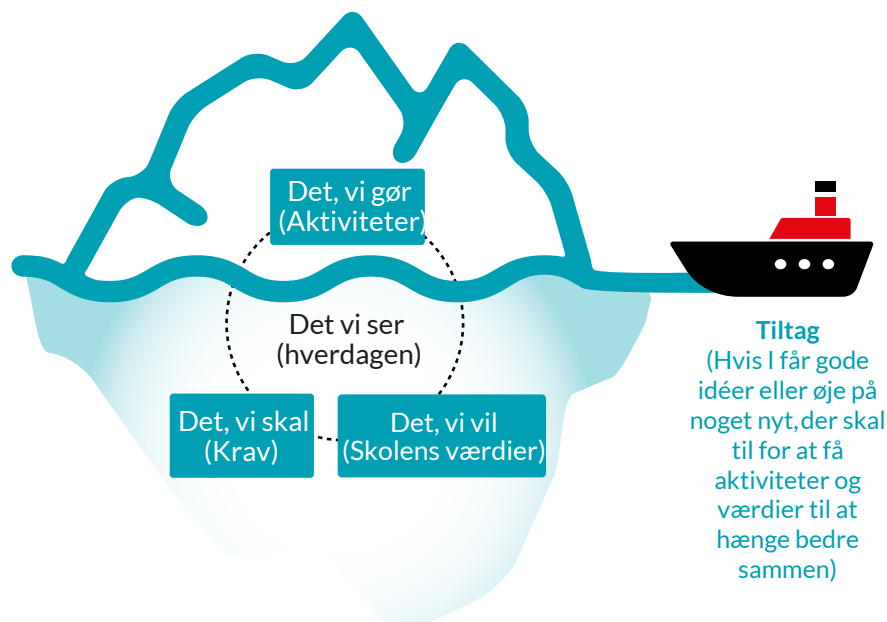 Det, vi gør
(Aktiviteter)
Det vi ser
(hverdagen)
Det, vi skal
(Krav)
Det, vi vil
(Skolens værdier)
Tiltag
(Hvis I får gode
idéer eller øje på
noget nyt, der skal
til for at få
aktiviteter og
værdier til at
hænge bedre
sammen)